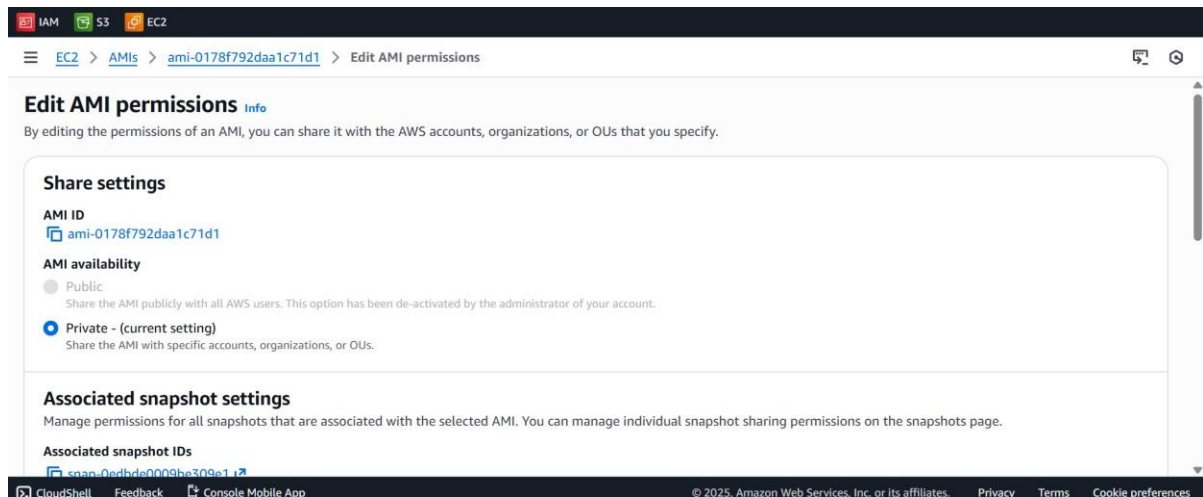 IAM S3 EC2
EC2 > AMIs > ami-0178f792daa1c71d1 > Edit AMI permissions
Edit AMI permissions Info
By editing the permissions of an AMI, you can share it with the AWS accounts, organizations, or OUs that you specify.
Share settings
AMI ID
ami-0178f792daa1c71d1
AMI availability
Public
Share the AMI publicly with all AWS users. This option has been de-activated by the administrator of your account.
Private - (current setting)
Share the AMI with specific accounts, organizations, or OUs.
Associated snapshot settings
Manage permissions for all snapshots that are associated with the selected AMI. You can manage individual snapshot sharing permissions on the snapshots page.
Associated snapshot IDs
snap-0edbde0009be309e1
CloudShell Feedback Console Mobile App © 2025, Amazon Web Services, Inc. or its affiliates. Privacy Terms Cookie preferences